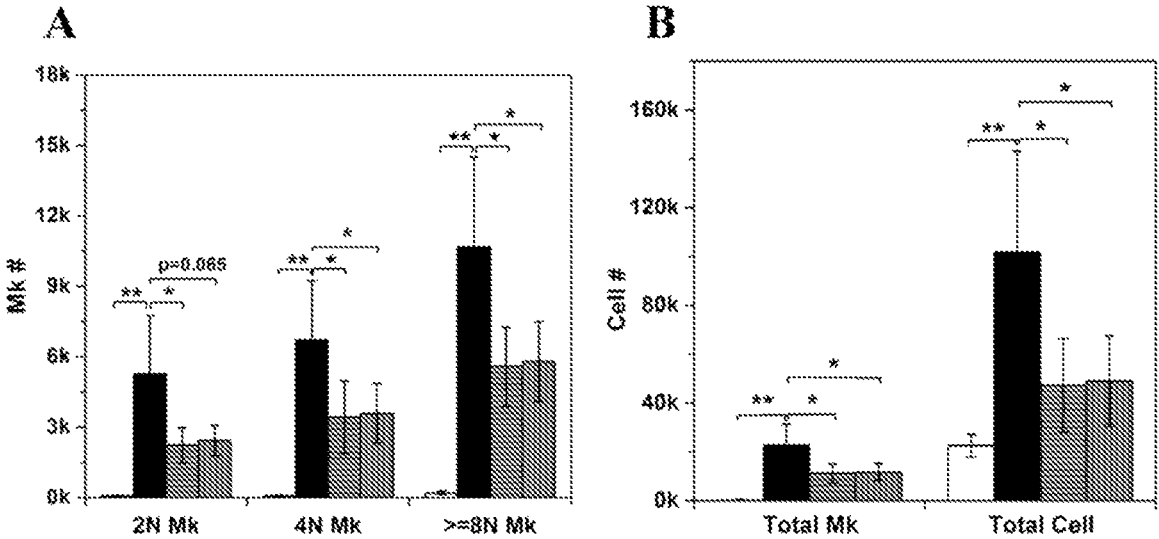 A
B
18k
15k
12k
9k
6k
3k
0k
Mk #
** * p=0.065
** * *
** * *
2N Mk 4N Mk >=8N Mk
160k
120k
80k
40k
0k
Cell #
** * *
** * *
Total Mk Total Cell